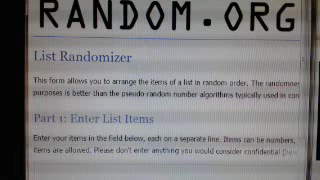 RANDOM.ORG
List Randomizer
This form allows you to arrange the items of a list in random order. The randomness
purposes is better than the pseudo-random number algorithms typically used in
Part 1: Enter List Items
Enter your items in the field below, each on a separate line. Items can be numbers,
items are allowed. Please don't enter anything you would consider confidential